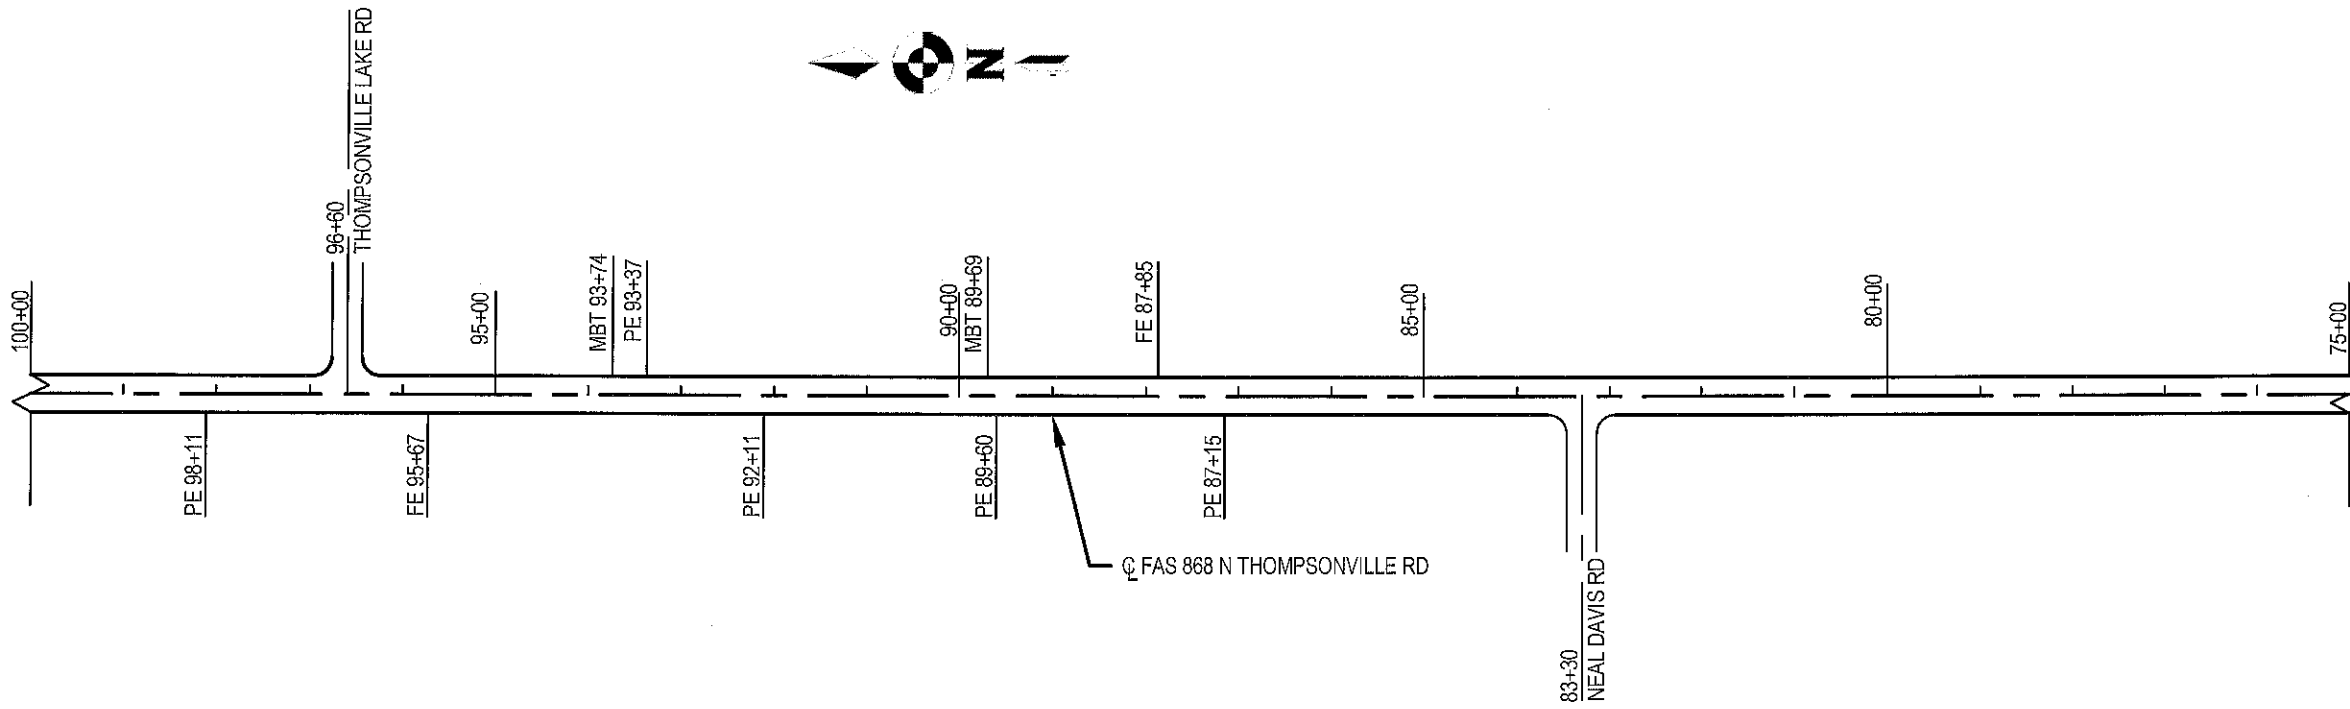 N
THOMPSONVILLE LAKE RD
96+60
100+00
95+00
MBT 93+74
PE 93+37
90+00
MBT 89+69
FE 87+85
85+00
80+00
75+00
PE 98+11
FE 95+67
PE 92+11
PE 89+60
PE 87+15
℄ FAS 868 N THOMPSONVILLE RD
83+30
NEAL DAVIS RD